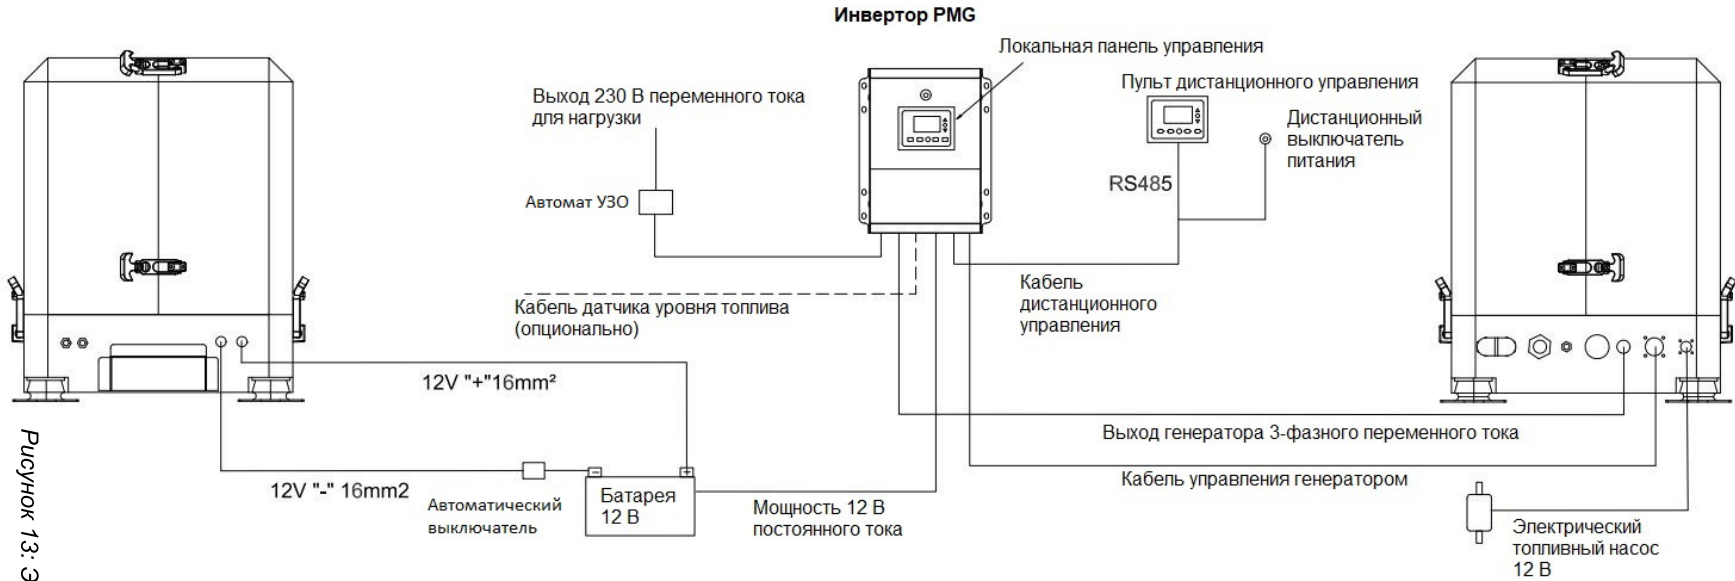 Инвертор PMG
Локальная панель управления
Пульт дистанционного управления
Выход 230 В переменного тока
для нагрузки
Дистанционный
выключатель
питания
RS485
Автомат УЗО
Кабель
дистанционного
управления
Кабель датчика уровня топлива
(опционально)
12V "+"16mm²
Выход генератора 3-фазного переменного тока
Кабель управления генератором
12V "-" 16mm2
Автоматический
выключатель
- +
Батарея
12 В
Мощность 12 В
постоянного тока
Электрический
топливный насос
12 В
Рисунок 13: Э